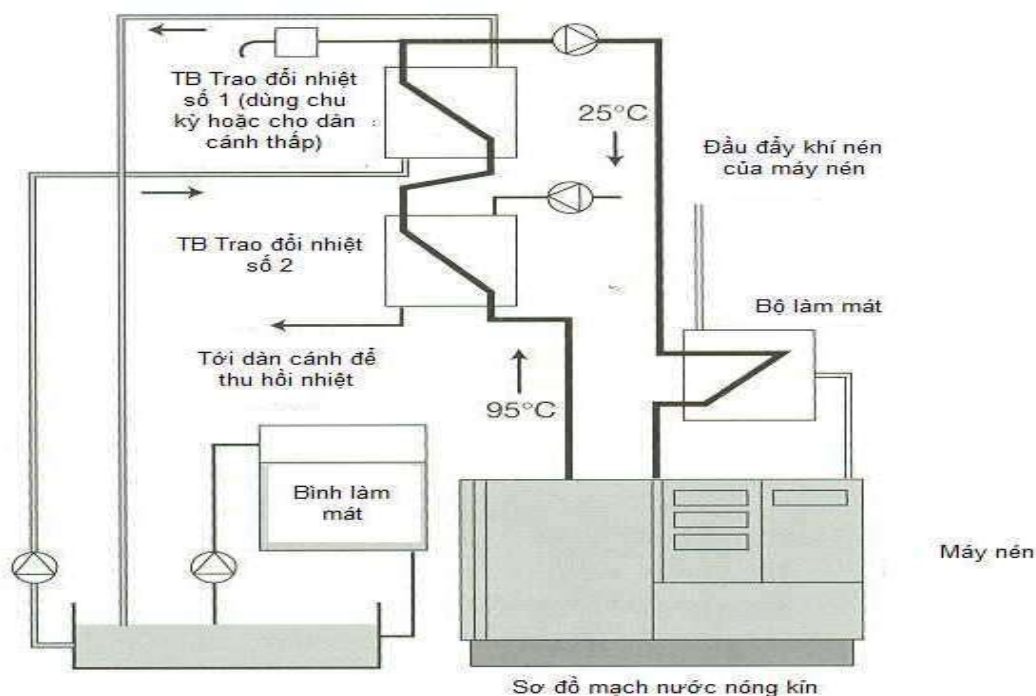 TB Trao đổi nhiệt
số 1 (dùng chu
kỳ hoặc cho dàn
cánh thấp)
25°C
Đầu đẩy khí nén
của máy nén
TB Trao đổi nhiệt
số 2
Bộ làm mát
Tới dàn cánh để
thu hồi nhiệt
95°C
Bình làm
mát
Máy nén
Sơ đồ mạch nước nóng kín